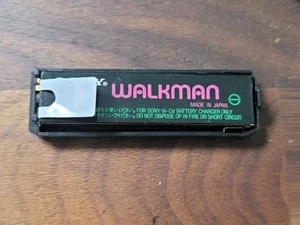 Y.
WALKMAN
MADE IN JAPAN
FOR SONY Ni-Cd BATTERY CHARGER ONLY
DO NOT DISPOSE OF IN FIRE OR SHORT CIRCUIT